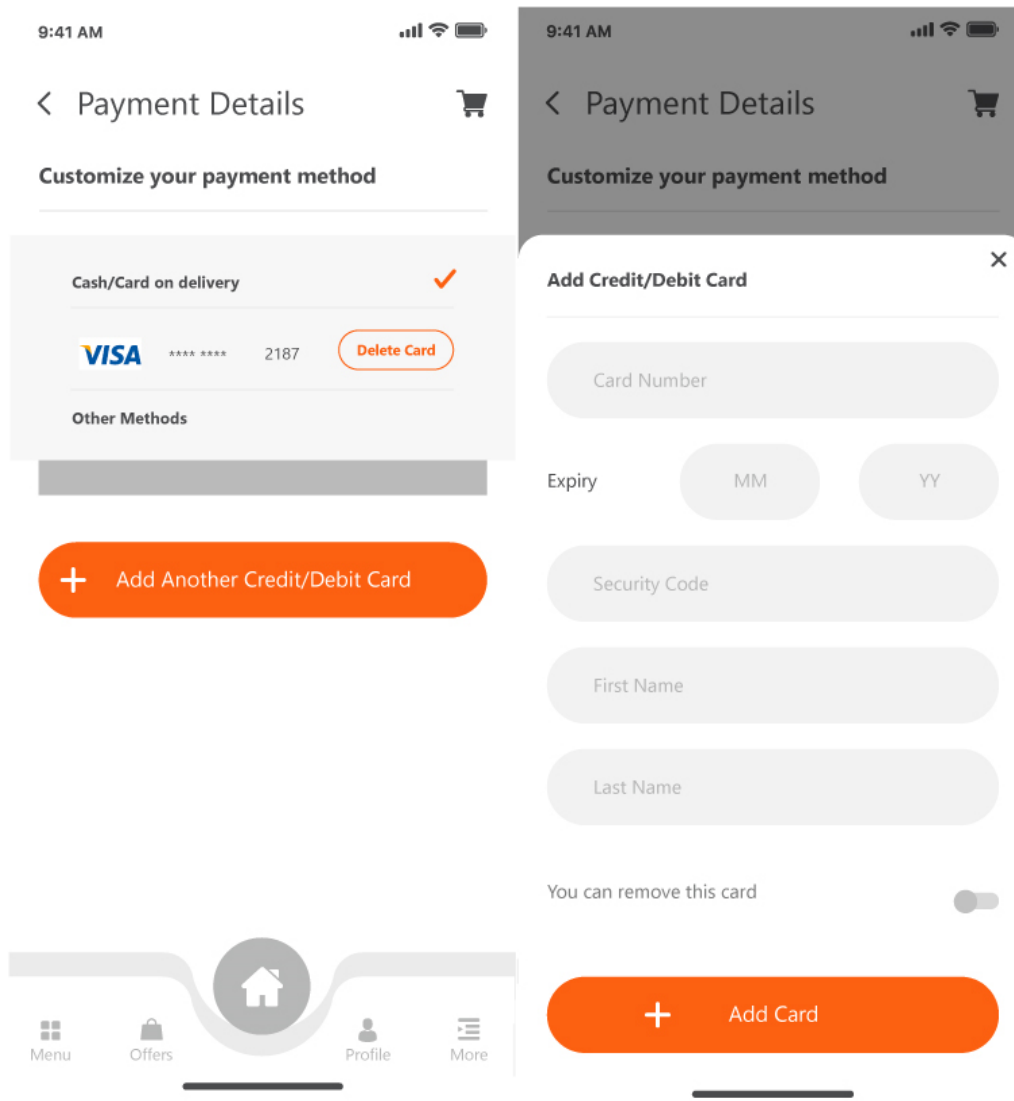 9:41 AM
Payment Details
Customize your payment method
Cash/Card on delivery
VISA **** **** 2187 Delete Card
Other Methods
Add Another Credit/Debit Card
Menu
Offers
Profile
More
9:41 AM
Payment Details
Customize your payment method
Add Credit/Debit Card
Card Number
Expiry MM YY
Security Code
First Name
Last Name
You can remove this card
Add Card